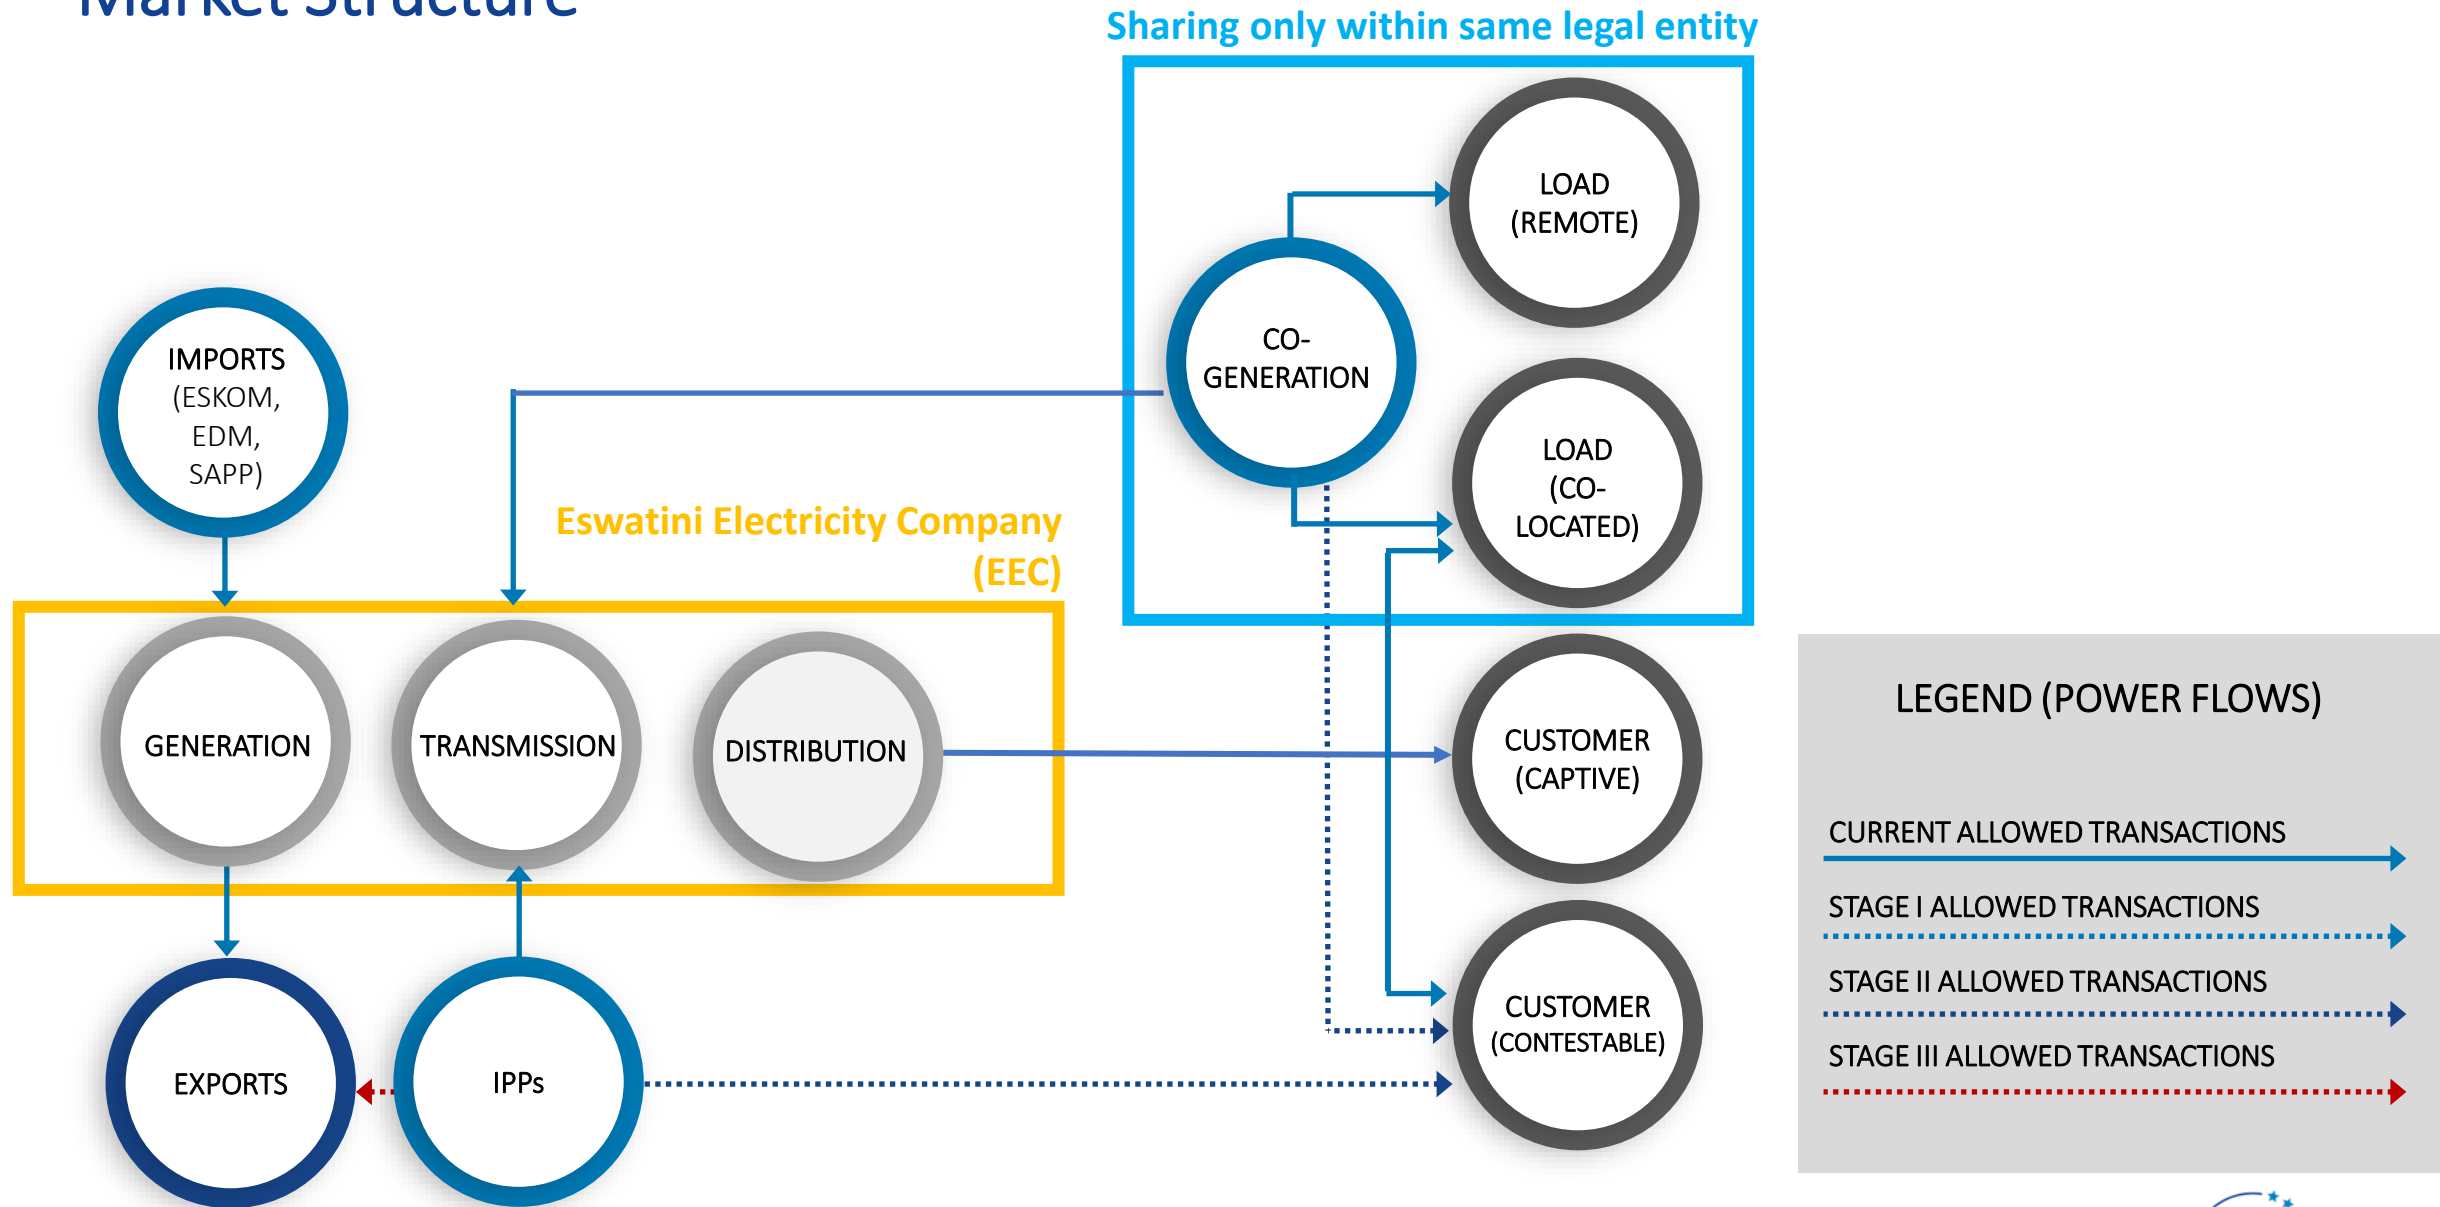 Market Structure
Sharing only within same legal entity
LOAD
(REMOTE)
CO-
GENERATION
IMPORTS
(ESKOM,
EDM,
SAPP)
LOAD
(CO-
LOCATED)
Eswatini Electricity Company
(EEC)
GENERATION
TRANSMISSION
DISTRIBUTION
CUSTOMER
(CAPTIVE)
EXPORTS
IPPs
CUSTOMER
(CONTESTABLE)
LEGEND (POWER FLOWS)
CURRENT ALLOWED TRANSACTIONS
STAGE I ALLOWED TRANSACTIONS
STAGE II ALLOWED TRANSACTIONS
STAGE III ALLOWED TRANSACTIONS